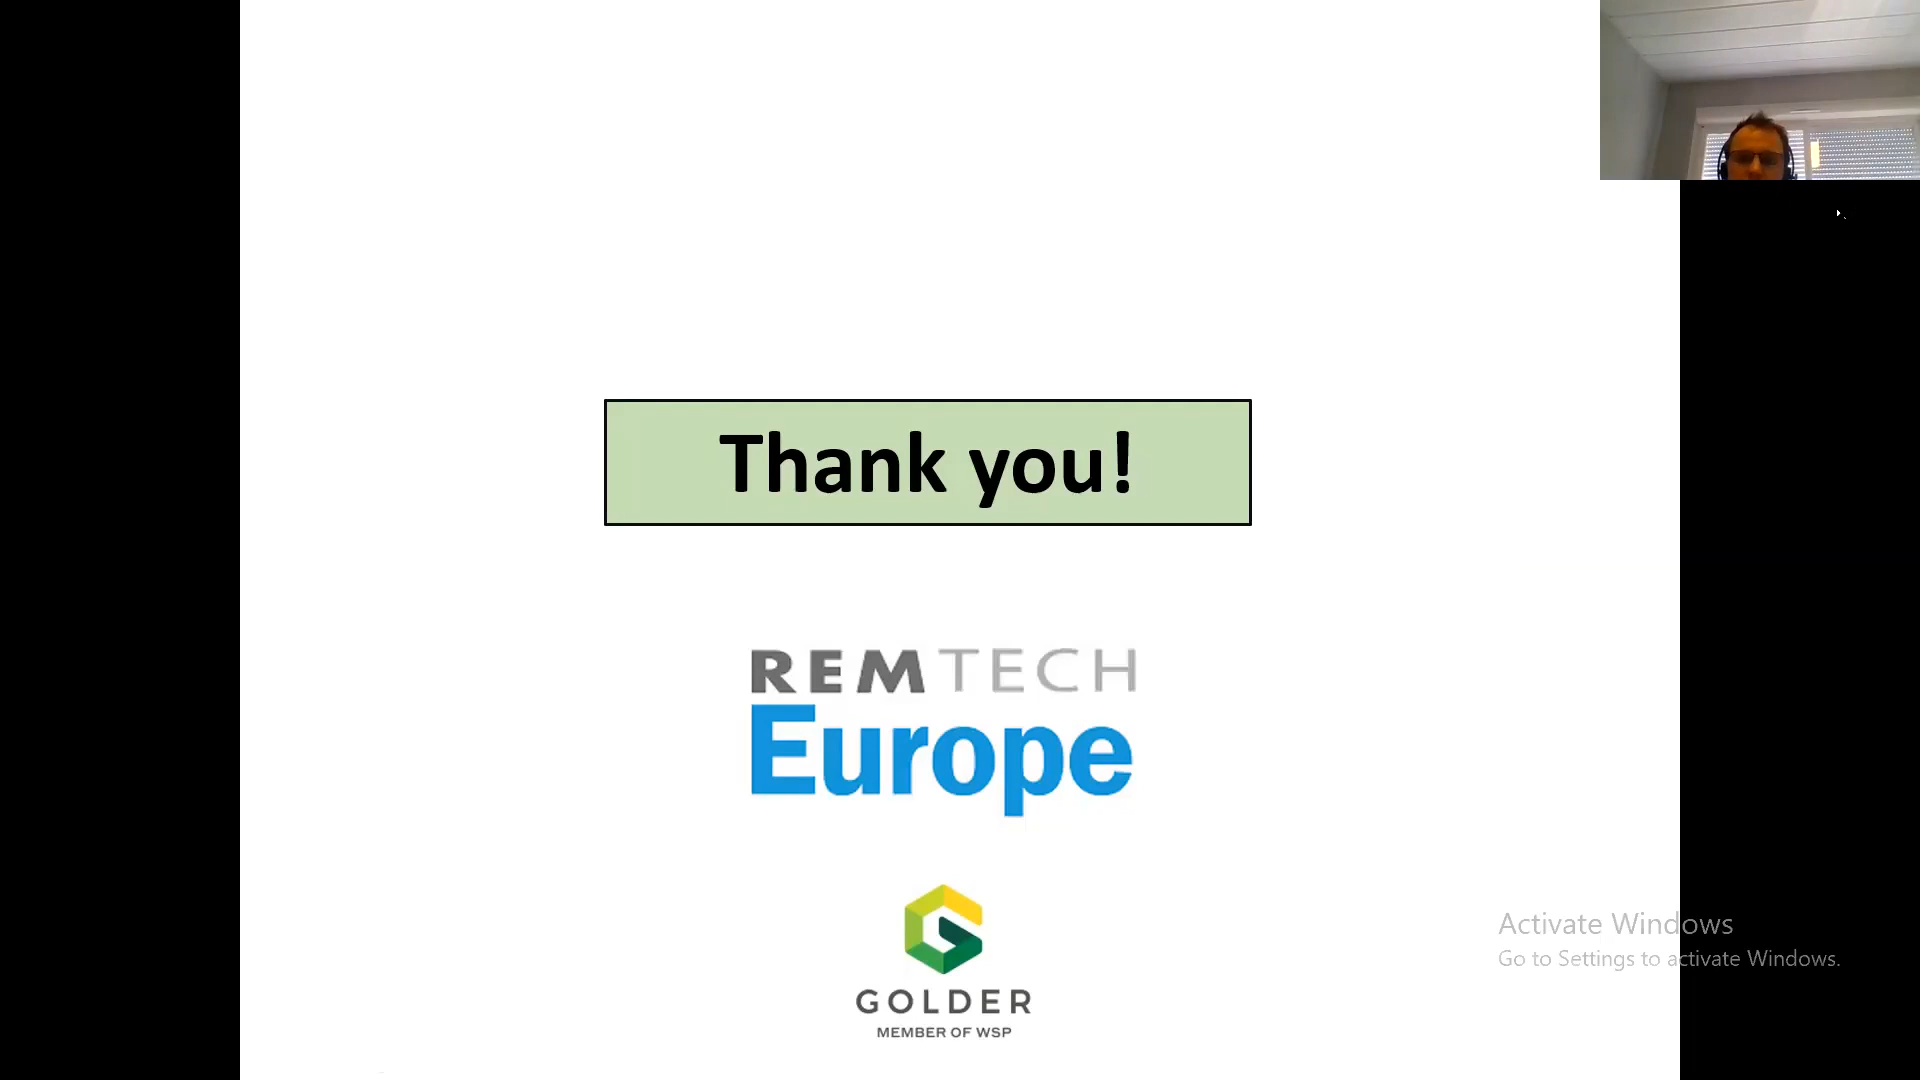 Thank you!
REMTECH
Europe
GOLDER
MEMBER OF WSP
Activate Windows
Go to Settings to activate Windows.